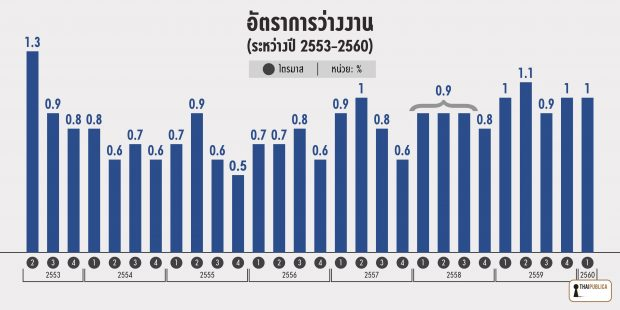 อัตราการว่างงาน
(ระหว่างปี 2553-2560)
ไตรมาส | หน่วย: %
1.3 0.9 0.8 0.8 0.6 0.7 0.6 0.7 0.9 0.6 0.5 0.7 0.7 0.8 0.6 0.9 1 0.8 0.6 0.9 0.8 1 1.1 0.9 1 1
2 3 4 1 2 3 4 1 2 3 4 1 2 3 4 1 2 3 4 1 2 3 4 1 2 3 4 1
2553 2554 2555 2556 2557 2558 2559 2560
THAIPUBLICA